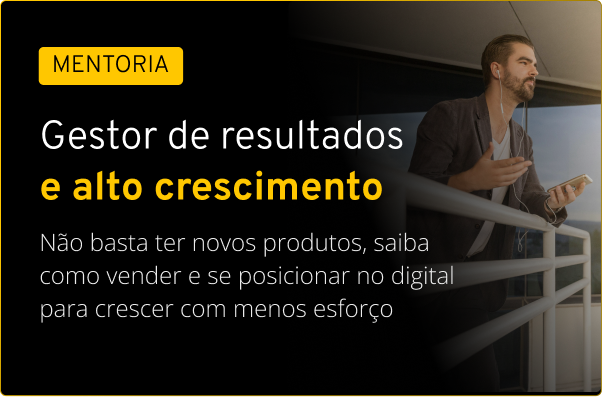 MENTORIA
Gestor de resultados
e alto crescimento
Não basta ter novos produtos, saiba
como vender e se posicionar no digital
para crescer com menos esforço